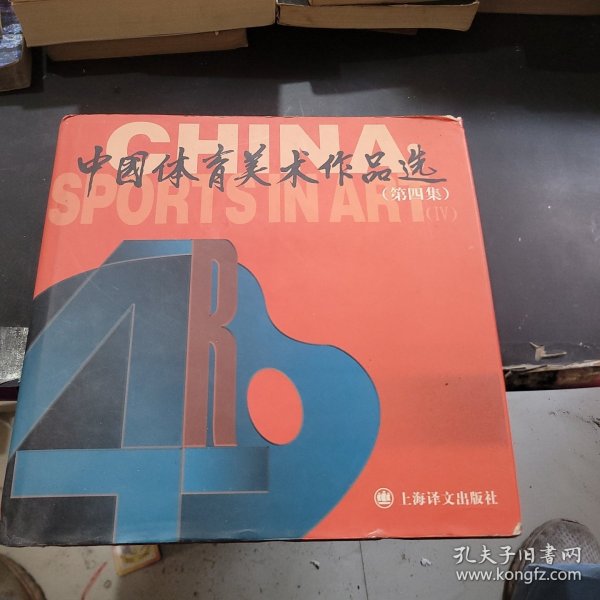 CHINA
中国体育美术作品选
SPORTS IN ART
（第四集）
(IV)
ART
上海译文出版社
孔夫子旧书网
www.kongfz.com